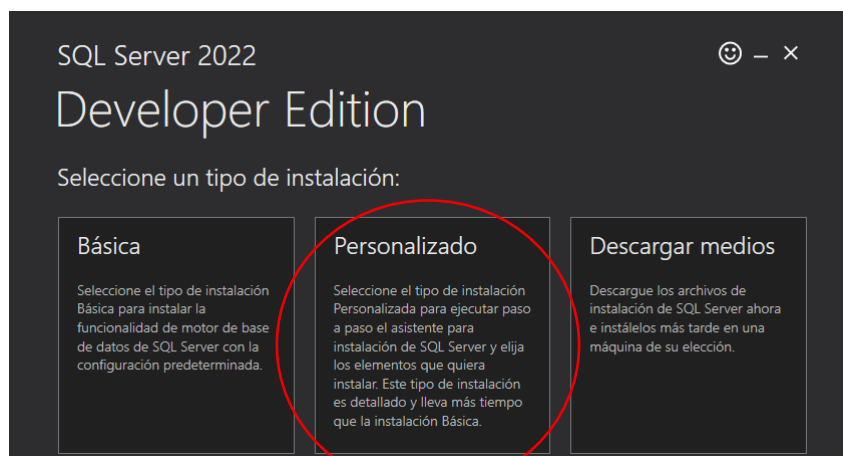 SQL Server 2022
Developer Edition
Seleccione un tipo de instalación:
Básica
Seleccione el tipo de instalación
Básica para instalar la
funcionalidad de motor de base
de datos de SQL Server con la
configuración predeterminada.
Personalizado
Seleccione el tipo de instalación
Personalizada para ejecutar paso
a paso el asistente para
instalación de SQL Server y elija
los elementos que quiera
instalar. Este tipo de instalación
es detallado y lleva más tiempo
que la instalación Básica.
Descargar medios
Descargue los archivos de
instalación de SQL Server ahora
e instálelos más tarde en una
máquina de su elección.